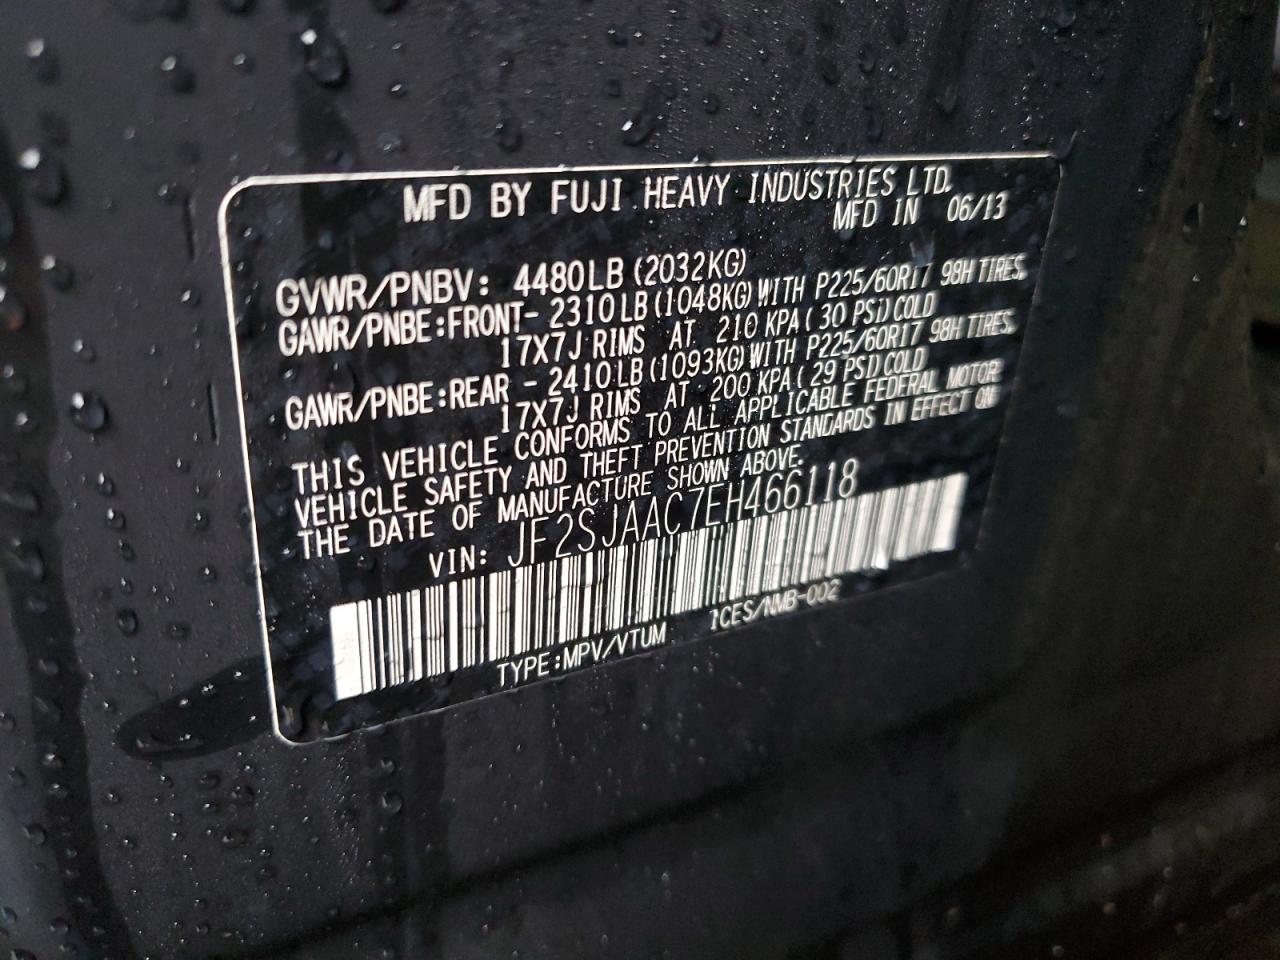 MFD BY FUJI HEAVY INDUSTRIES LTD.
MFD IN 06/13
GVWR/PNBV: 4480LB (2032KG)
GAWR/PNBE:FRONT- 2310LB (1048KG) WITH P225/60R17 98H TIRES,
17X7J RIMS AT 210 KPA ( 30 PSI) COLD
GAWR/PNBE:REAR - 2410LB (1093KG) WITH P225/60R17 98H TIRES,
17X7J RIMS AT 200 KPA ( 29 PSI) COLD
THIS VEHICLE CONFORMS TO ALL APPLICABLE FEDERAL MOTOR
VEHICLE SAFETY AND THEFT PREVENTION STANDARDS IN EFFECT ON
THE DATE OF MANUFACTURE SHOWN ABOVE.
VIN: JF2SJAAC7EH466118
TYPE:MPV/VTUM 1CES/NMB-002